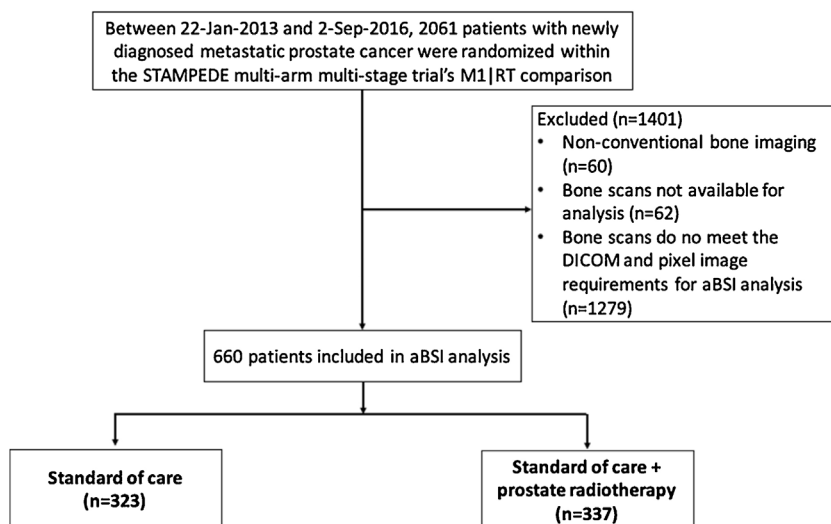 Between 22-Jan-2013 and 2-Sep-2016, 2061 patients with newly
diagnosed metastatic prostate cancer were randomized within
the STAMPEDE multi-arm multi-stage trial's M1|RT comparison
Excluded (n=1401)
• Non-conventional bone imaging
(n=60)
• Bone scans not available for
analysis (n=62)
• Bone scans do no meet the
DICOM and pixel image
requirements for aBSI analysis
(n=1279)
660 patients included in aBSI analysis
Standard of care
(n=323)
Standard of care +
prostate radiotherapy
(n=337)